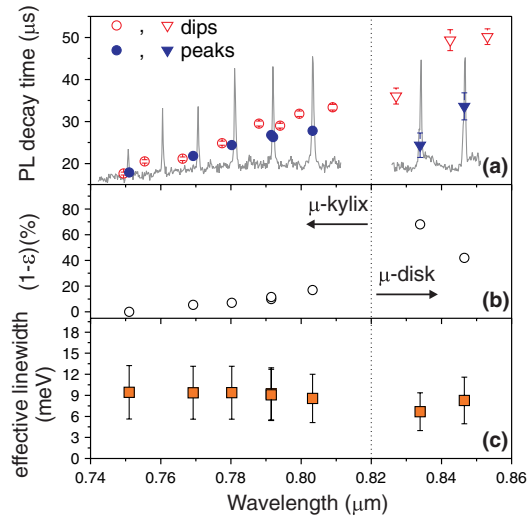 PL decay time (μs)
50
40
30
20
, dips
, peaks
(a)
(1-ε)(%)
80
60
40
20
0
μ-kylix
μ-disk
(b)
effective linewidth
(meV)
15
12
9
6
3
0
(c)
0.74 0.76 0.78 0.80 0.82 0.84 0.86
Wavelength (μm)